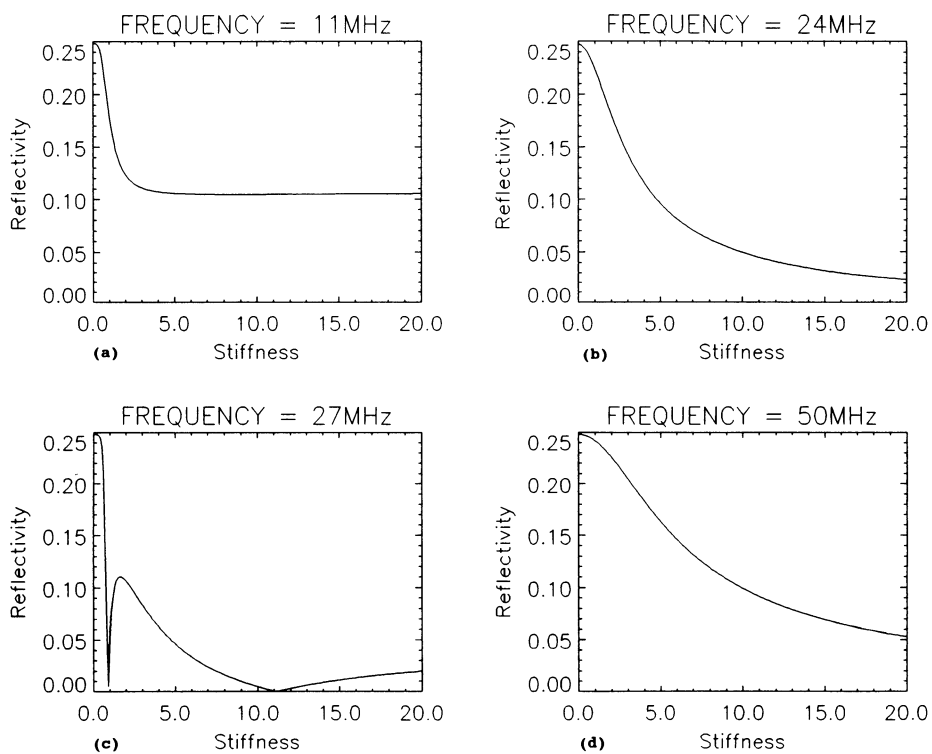 FREQUENCY = 11MHz
0.25
0.20
0.15
0.10
0.05
0.00
Reflectivity
0.0 5.0 10.0 15.0 20.0
(a) Stiffness
FREQUENCY = 24MHz
0.25
0.20
0.15
0.10
0.05
0.00
Reflectivity
0.0 5.0 10.0 15.0 20.0
(b) Stiffness
FREQUENCY = 27MHz
0.25
0.20
0.15
0.10
0.05
0.00
Reflectivity
0.0 5.0 10.0 15.0 20.0
(c) Stiffness
FREQUENCY = 50MHz
0.25
0.20
0.15
0.10
0.05
0.00
Reflectivity
0.0 5.0 10.0 15.0 20.0
(d) Stiffness